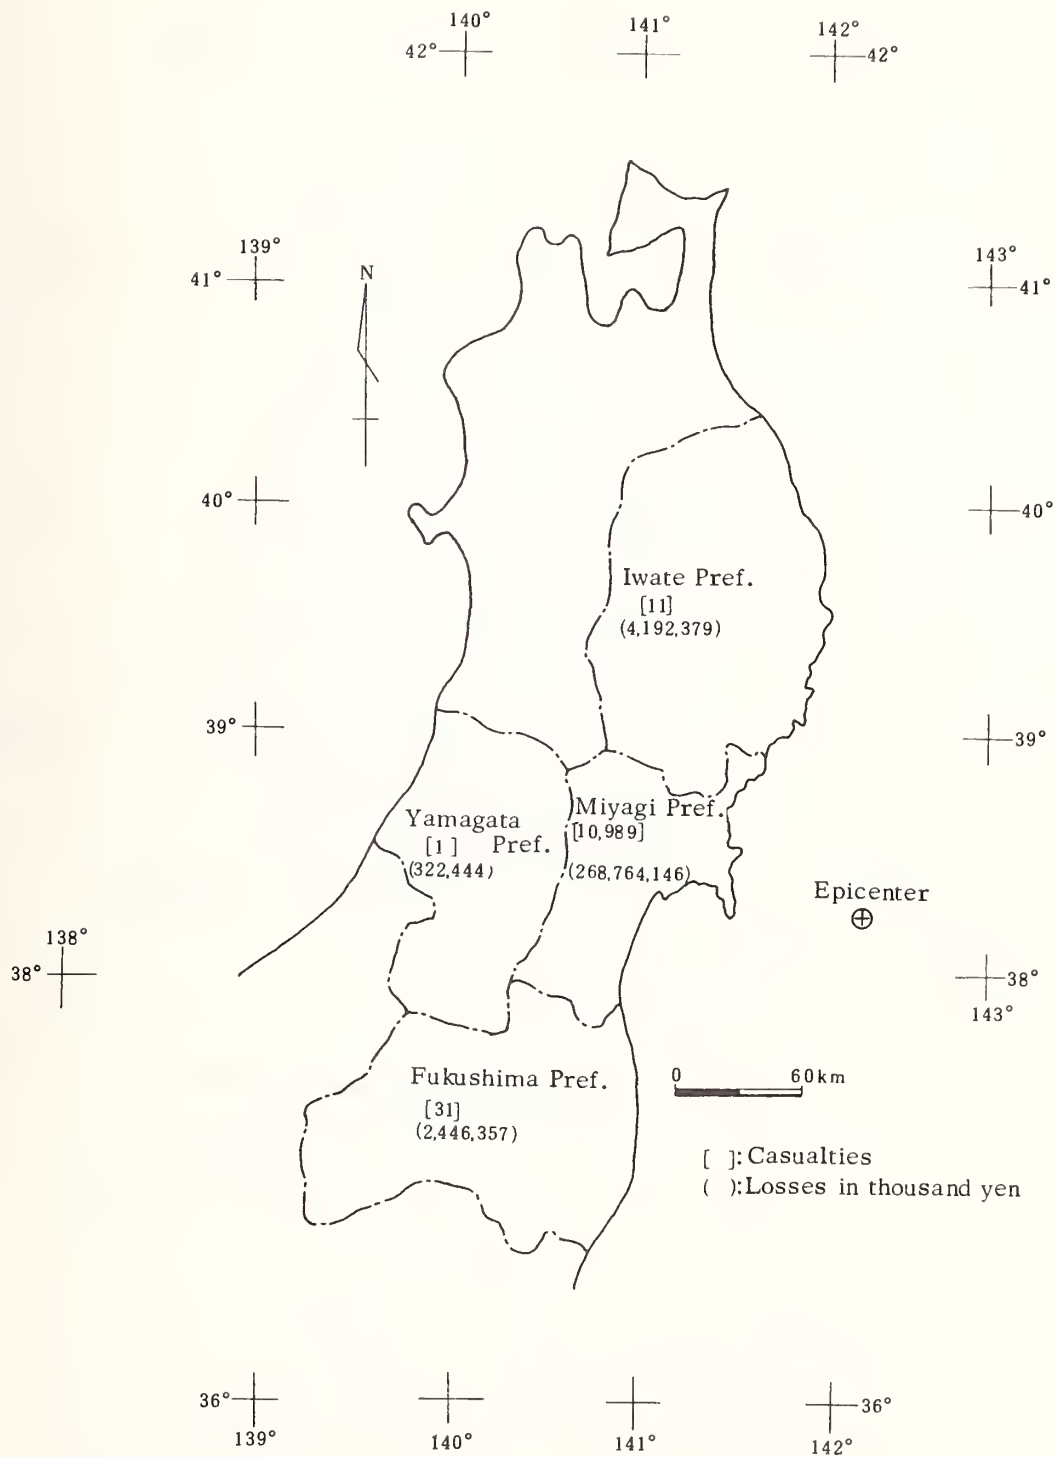 140° 141° 142°
42° 42°
139° 143°
41° N 41°
40° 40°
Iwate Pref.
[11]
(4,192,379)
39° 39°
Yamagata Miyagi Pref.
[1] Pref. [10,989]
(322,444) (268,764,146)
Epicenter
138°
38° 38°
143°
Fukushima Pref. 0 60km
[31]
(2,446,357)
[ ]: Casualties
( ):Losses in thousand yen
36° 36°
139° 140° 141° 142°